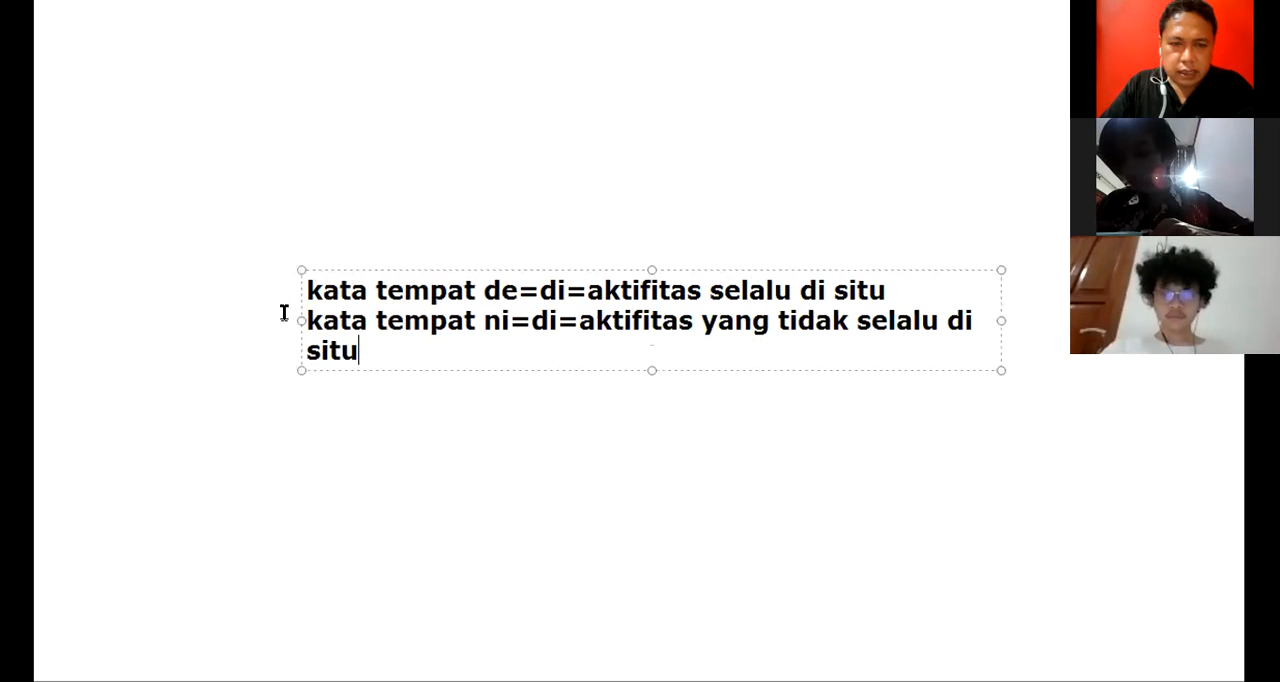 kata tempat de=di=aktifitas selalu di situ
kata tempat ni=di=aktifitas yang tidak selalu di
situ